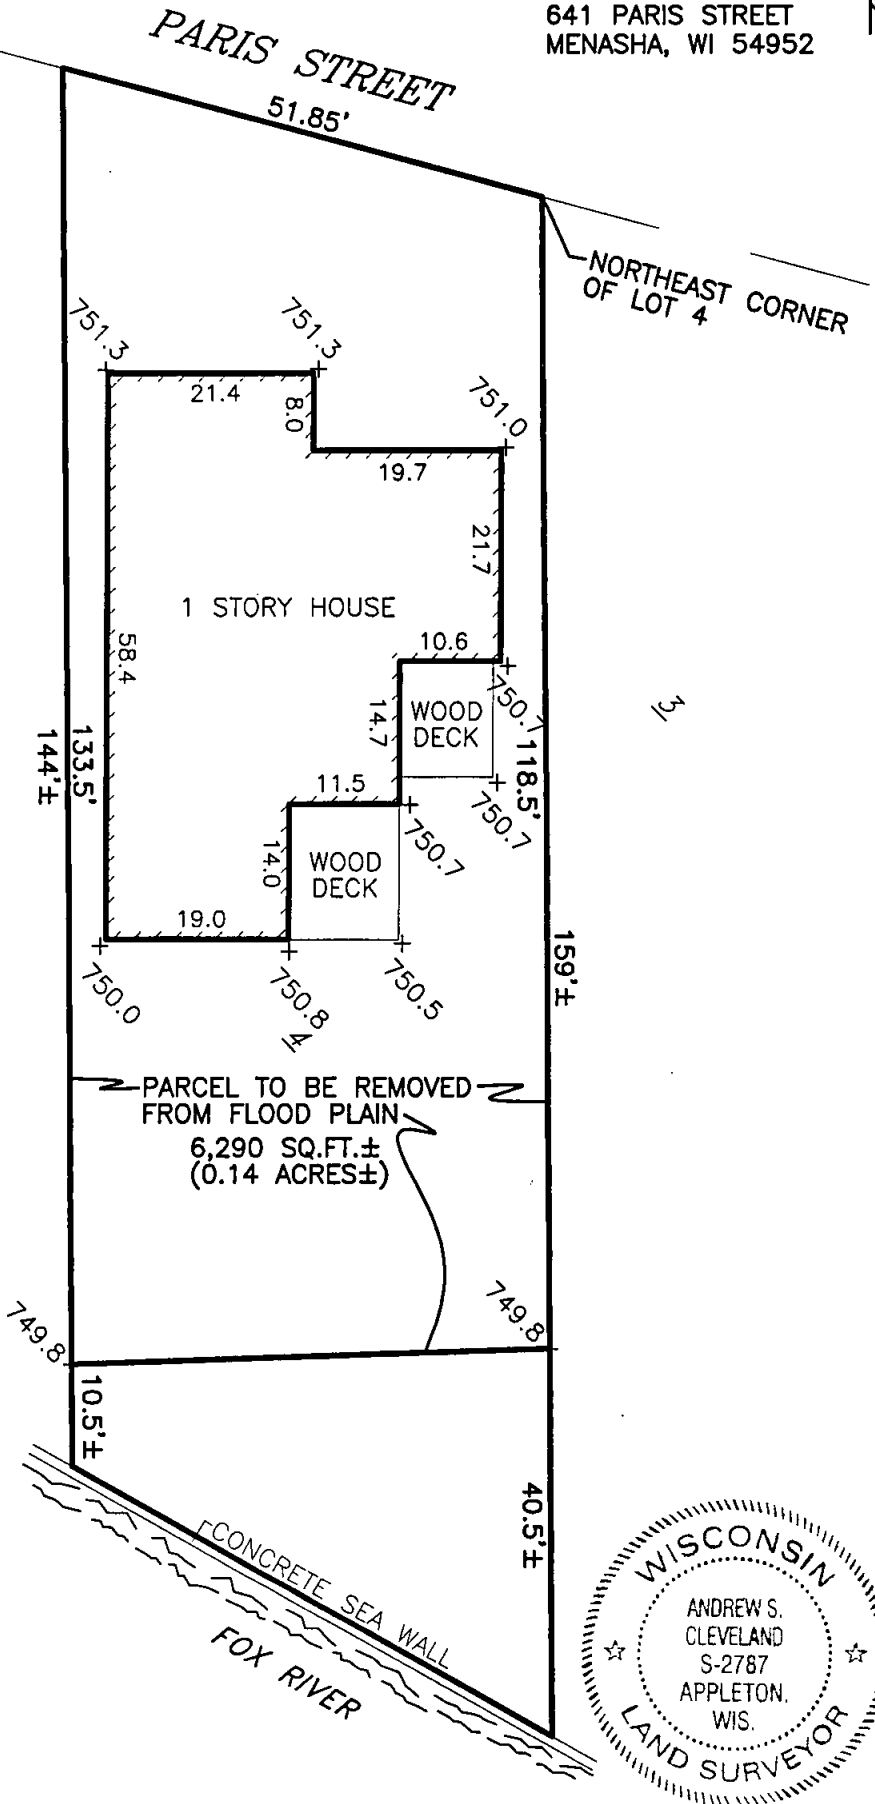 641 PARIS STREET
MENASHA, WI 54952
PARIS STREET
51.85'
NORTHEAST CORNER
OF LOT 4
751.3
751.3
21.4
8.0
751.0
19.7
21.7
1 STORY HOUSE
10.6
58.4
750.7
WOOD
DECK
14.7
3
133.5'
144'±
118.5'
11.5
750.7
750.7
WOOD
DECK
14.0
19.0
159'±
750.0
750.8
750.5
4
PARCEL TO BE REMOVED
FROM FLOOD PLAIN
6,290 SQ.FT.±
(0.14 ACRES±)
749.8
749.8
10.5'±
40.5'±
CONCRETE SEA WALL
FOX RIVER
WISCONSIN
ANDREW S.
CLEVELAND
S-2787
APPLETON,
WIS.
LAND SURVEYOR